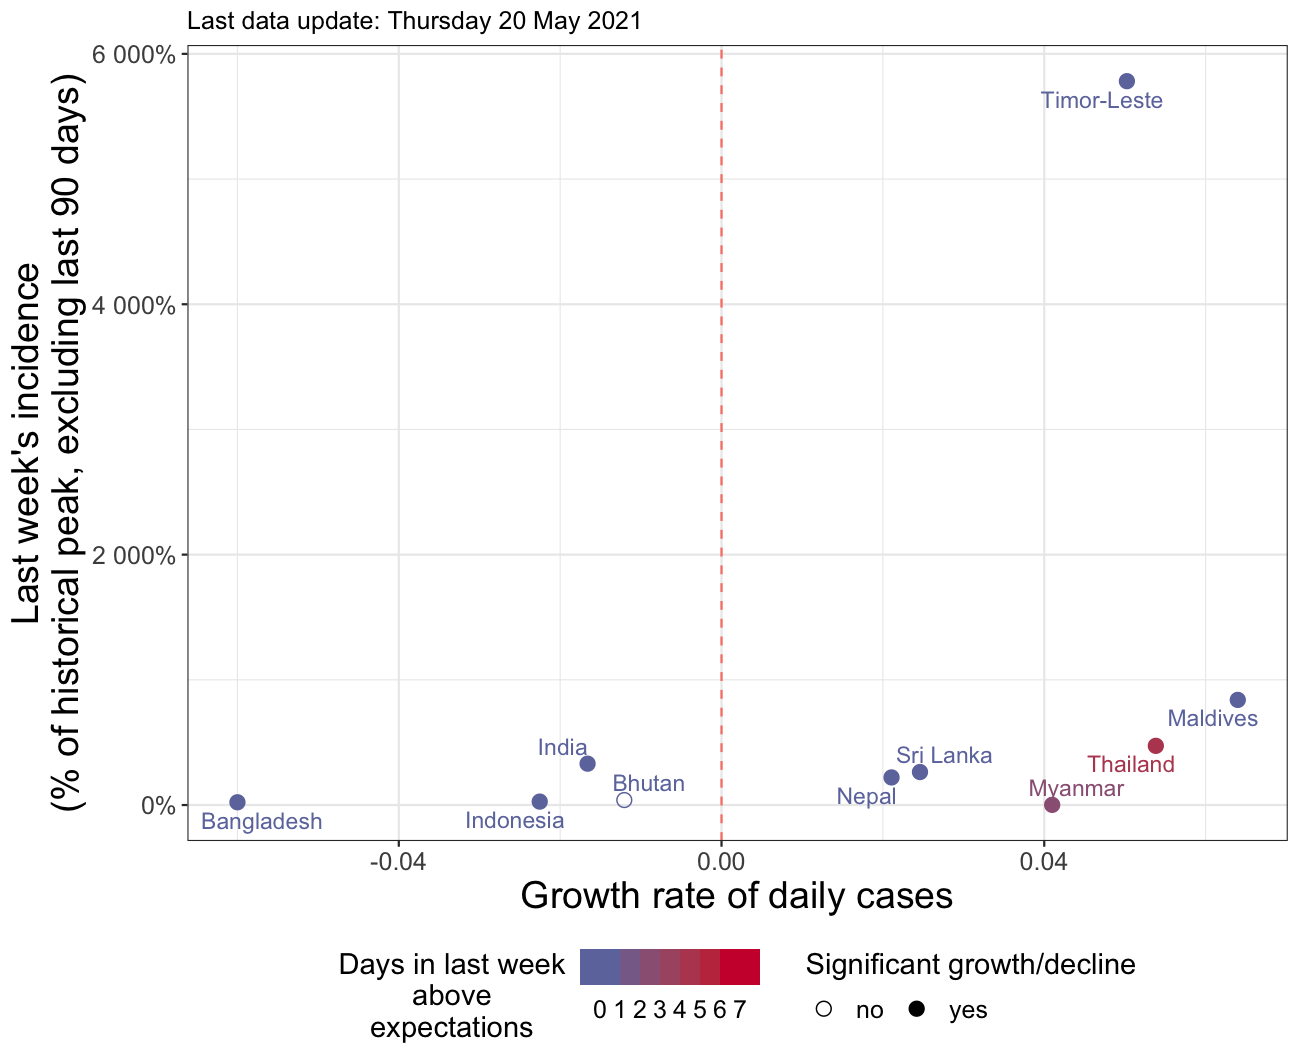 Last data update: Thursday 20 May 2021
6 000%
4 000%
2 000%
0%
Last week's incidence
(% of historical peak, excluding last 90 days)
Timor-Leste
Maldives
Thailand
Myanmar
Sri Lanka
Nepal
India
Bhutan
Indonesia
Bangladesh
-0.04
0.00
0.04
Growth rate of daily cases
Days in last week
above
expectations
0 1 2 3 4 5 6 7
Significant growth/decline
no
yes